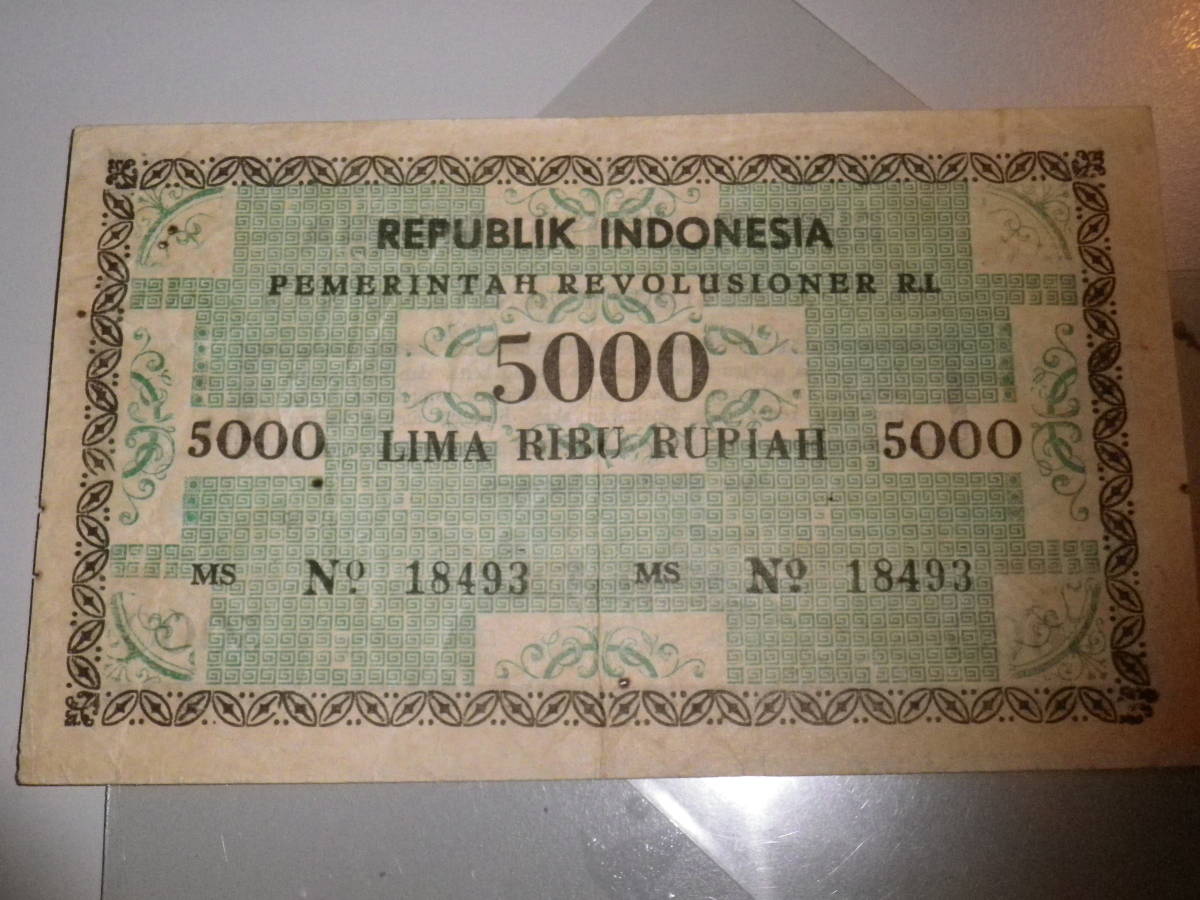 REPUBLIK INDONESIA
PEMERINTAH REVOLUSIONER R.I.
5000
5000 LIMA RIBU RUPIAH 5000
MS Nº 18493 MS Nº 18493